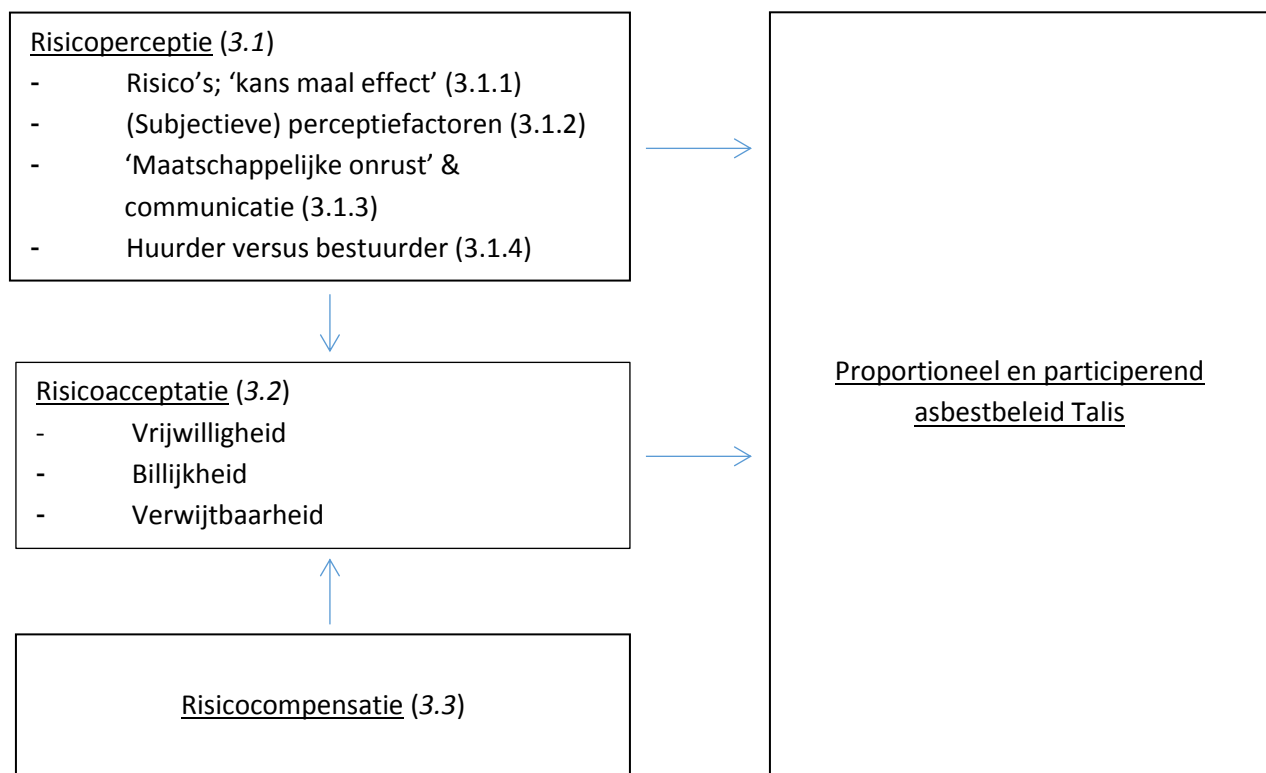 Risicoperceptie (3.1)
- Risico’s; ‘kans maal effect’ (3.1.1)
- (Subjectieve) perceptiefactoren (3.1.2)
- ‘Maatschappelijke onrust’ &
communicatie (3.1.3)
- Huurder versus bestuurder (3.1.4)
Risicoacceptatie (3.2)
- Vrijwilligheid
- Billijkheid
- Verwijtbaarheid
Risicocompensatie (3.3)
Proportioneel en participerend
asbestbeleid Talis